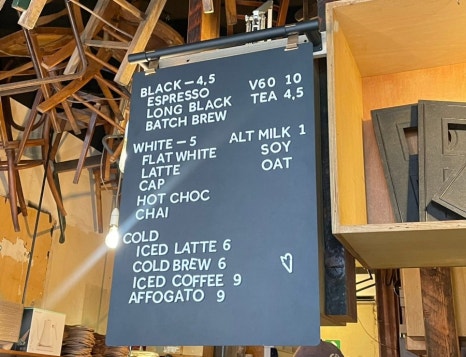 BLACK — 4,5 V60 10
ESPRESSO TEA 4,5
LONG BLACK
BATCH BREW
WHITE — 5 ALT MILK 1
FLAT WHITE SOY
LATTE OAT
CAP
HOT CHOC
CHAI
COLD
ICED LATTE 6
COLD BREW 6
ICED COFFEE 9
AFFOGATO 9